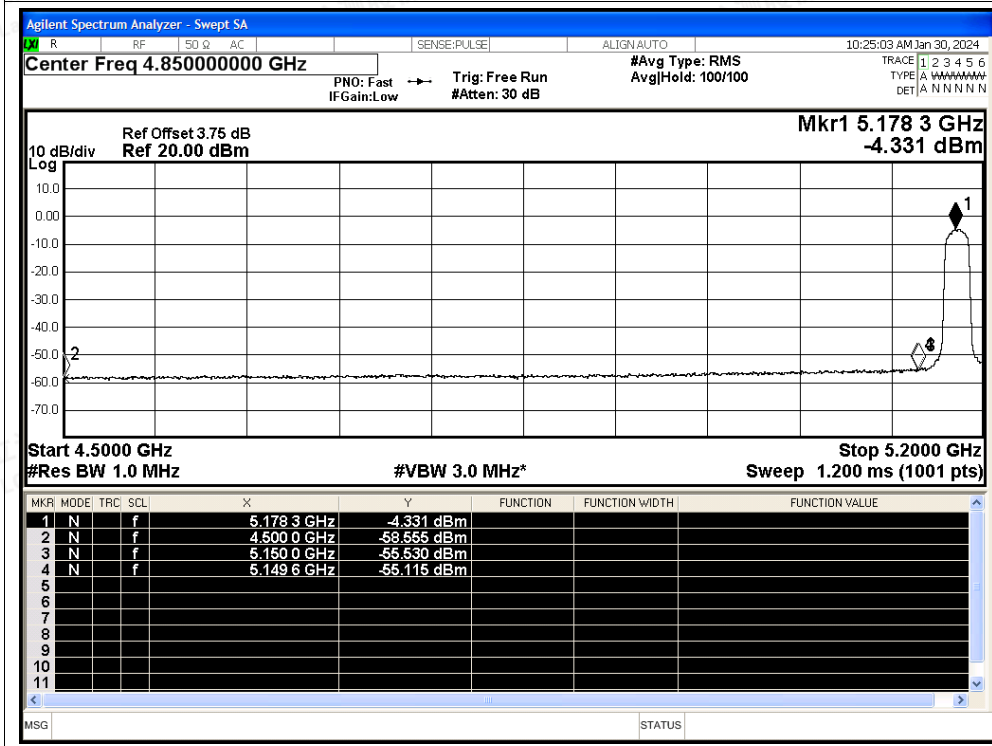 Agilent Spectrum Analyzer - Swept SA
LXI R RF 50 Ω AC SENSE:PULSE ALIGN AUTO 10:25:03 AM Jan 30, 2024
Center Freq 4.850000000 GHz #Avg Type: RMS TRACE 1 2 3 4 5 6
PNO: Fast Trig: Free Run Avg|Hold: 100/100 TYPE A WWWWW
IFGain:Low #Atten: 30 dB DET A N N N N N
Mkr1 5.178 3 GHz
Ref Offset 3.75 dB
10 dB/div Ref 20.00 dBm -4.331 dBm
Log
10.0
1
0.00
-10.0
-20.0
-30.0
-40.0
-50.0 2
-60.0
-70.0
Start 4.5000 GHz Stop 5.2000 GHz
#Res BW 1.0 MHz #VBW 3.0 MHz* Sweep 1.200 ms (1001 pts)
MKR MODE TRC SCL X Y FUNCTION FUNCTION WIDTH FUNCTION VALUE
1 N f 5.178 3 GHz -4.331 dBm
2 N f 4.500 0 GHz -58.555 dBm
3 N f 5.150 0 GHz -55.530 dBm
4 N f 5.149 6 GHz -55.115 dBm
5
6
7
8
9
10
11
MSG STATUS